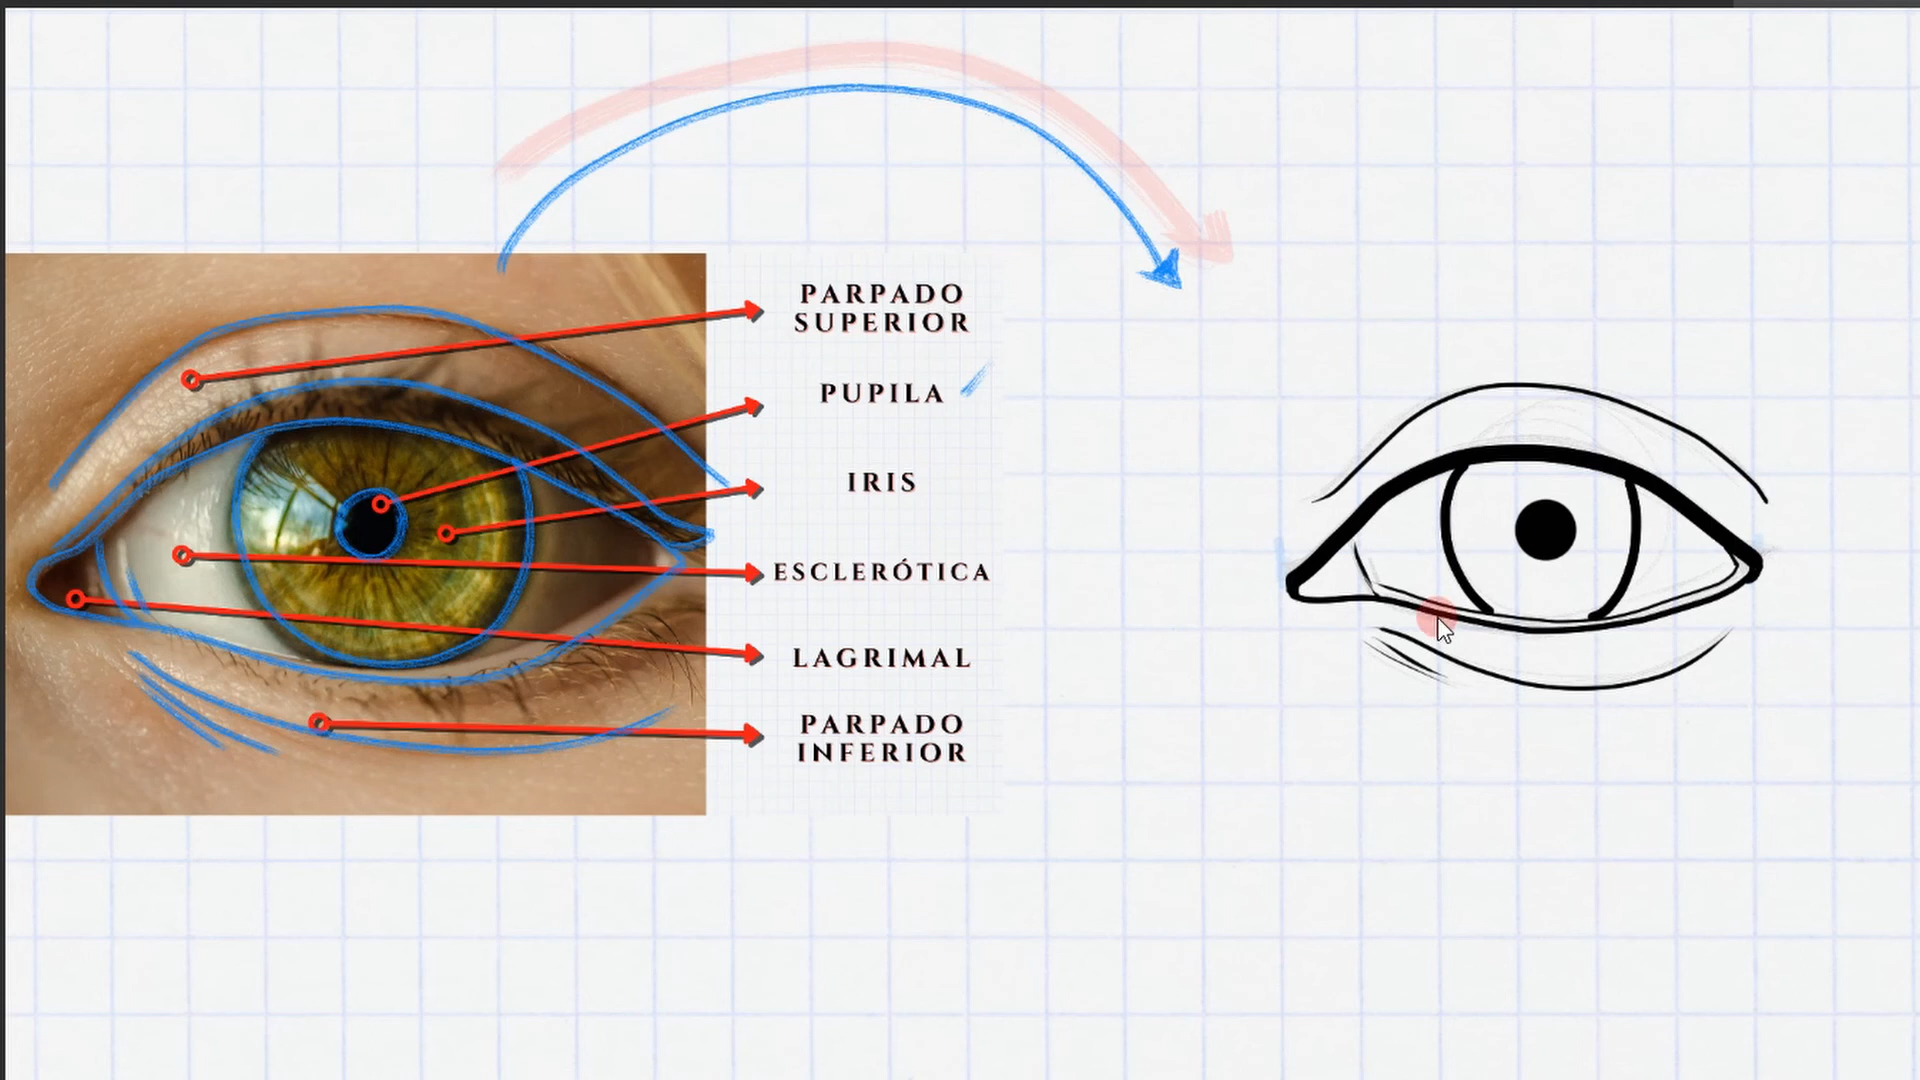 PARPADO
SUPERIOR
PUPILA
IRIS
ESCLERÓTICA
LAGRIMAL
PARPADO
INFERIOR